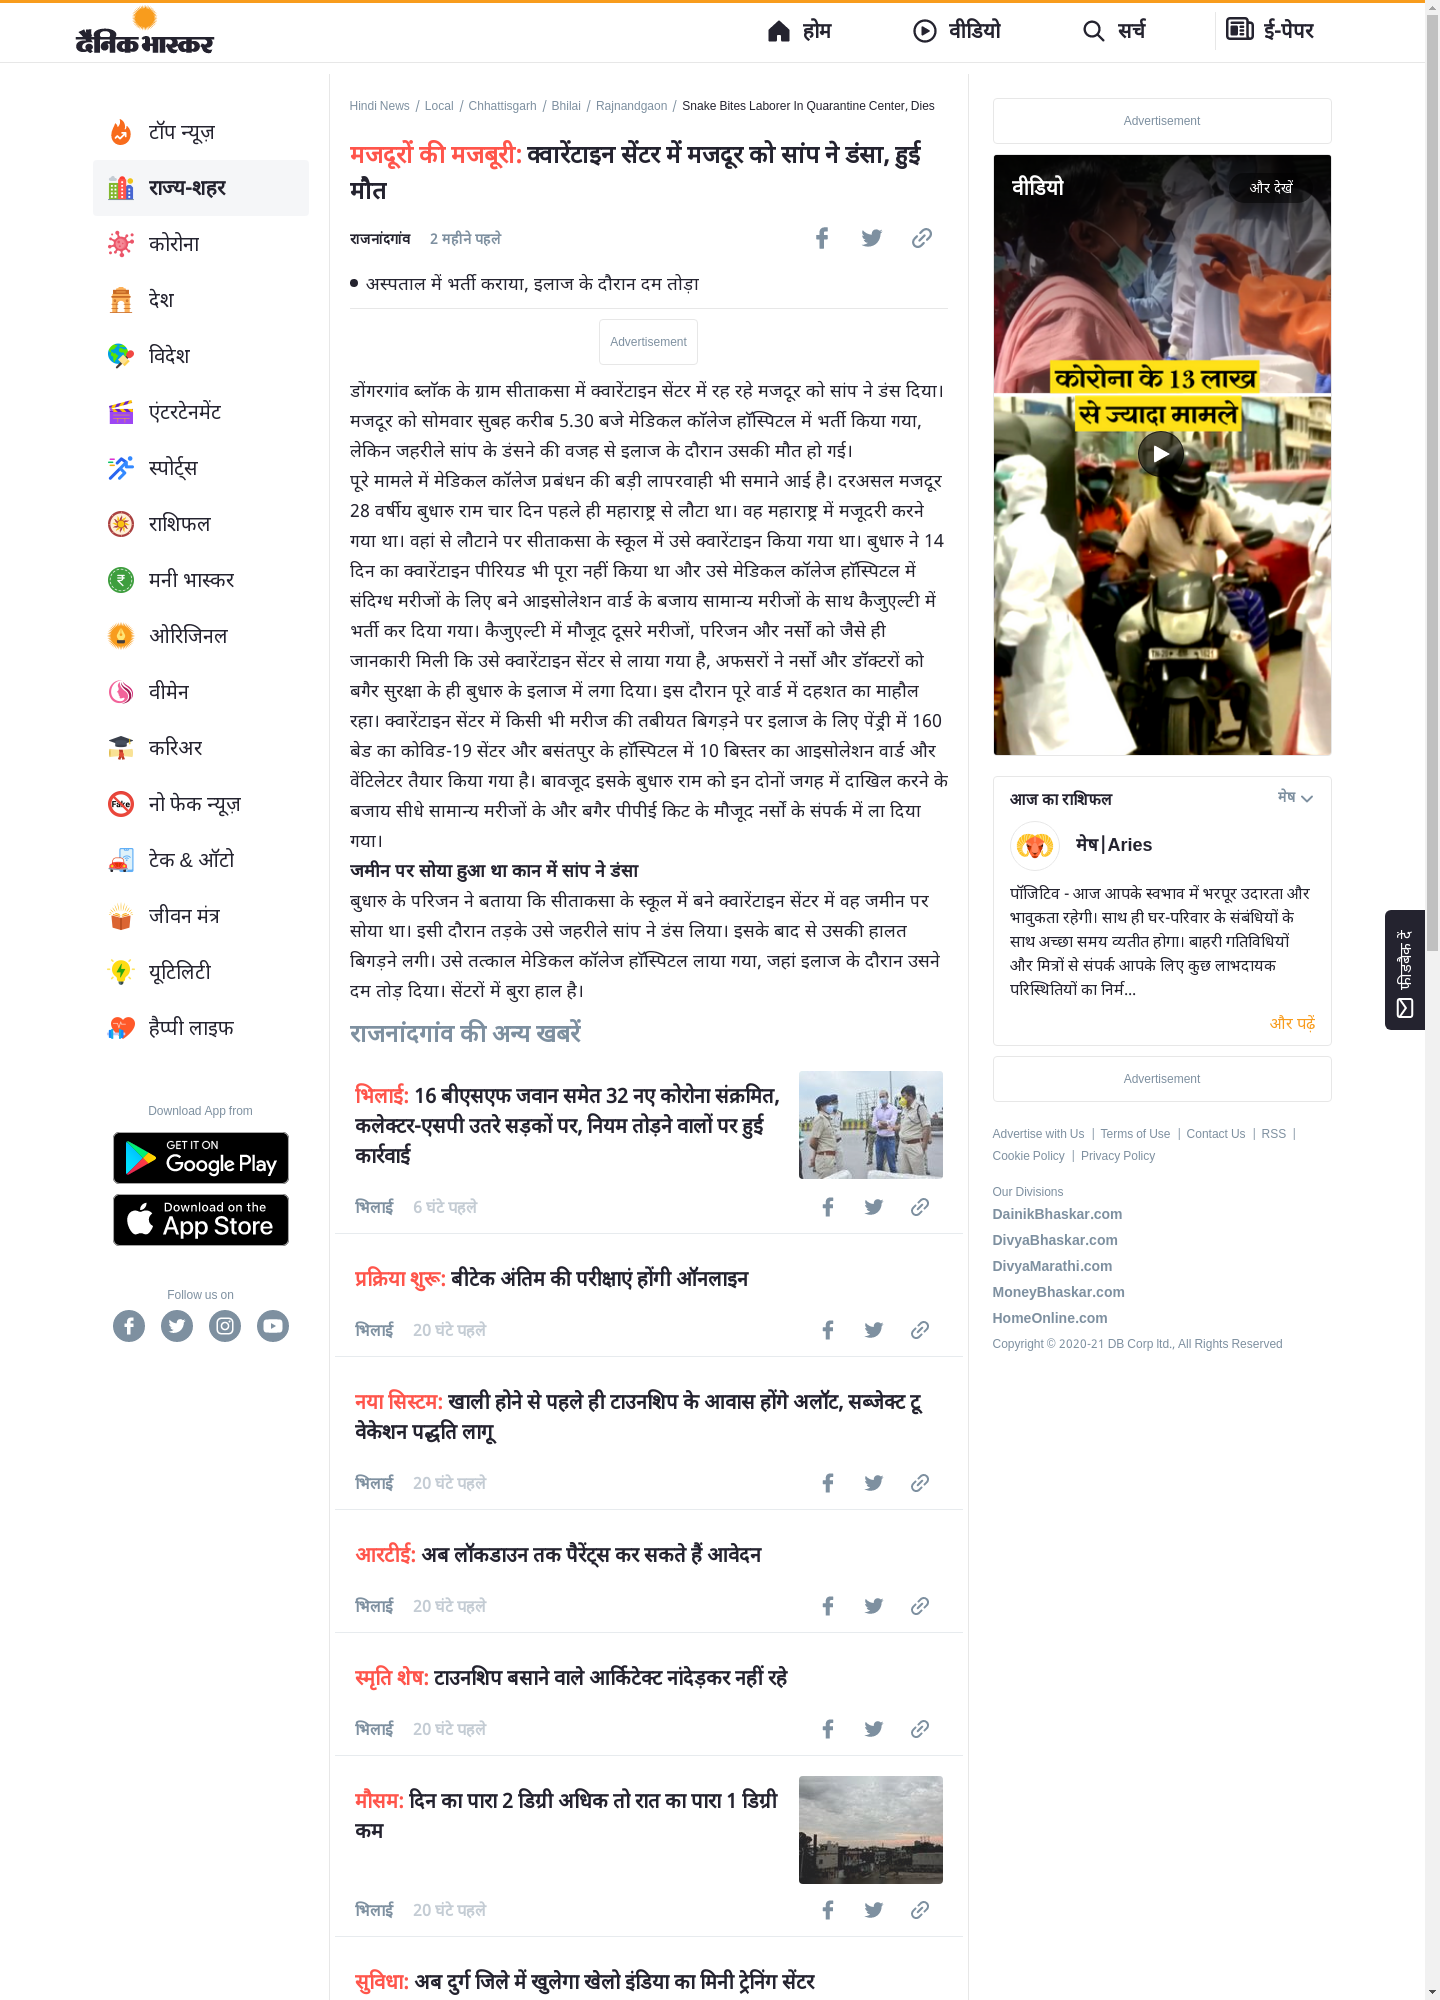 दैनिक भास्कर
होम
वीडियो
सर्च
ई-पेपर
टॉप न्यूज़
राज्य-शहर
कोरोना
देश
विदेश
एंटरटेनमेंट
स्पोर्ट्स
राशिफल
मनी भास्कर
ओरिजिनल
वीमेन
करिअर
Fake
नो फेक न्यूज़
टेक & ऑटो
जीवन मंत्र
यूटिलिटी
हैप्पी लाइफ
Download App from
GET IT ON
Google Play
Download on the
App Store
Follow us on
Hindi News / Local / Chhattisgarh / Bhilai / Rajnandgaon / Snake Bites Laborer In Quarantine Center, Dies
मजदूरों की मजबूरी: क्वारेंटाइन सेंटर में मजदूर को सांप ने डंसा, हुई
मौत
राजनांदगांव 2 महीने पहले
अस्पताल में भर्ती कराया, इलाज के दौरान दम तोड़ा
Advertisement
डोंगरगांव ब्लॉक के ग्राम सीताकसा में क्वारेंटाइन सेंटर में रह रहे मजदूर को सांप ने डंस दिया।
मजदूर को सोमवार सुबह करीब 5.30 बजे मेडिकल कॉलेज हॉस्पिटल में भर्ती किया गया,
लेकिन जहरीले सांप के डंसने की वजह से इलाज के दौरान उसकी मौत हो गई।
पूरे मामले में मेडिकल कॉलेज प्रबंधन की बड़ी लापरवाही भी समाने आई है। दरअसल मजदूर
28 वर्षीय बुधारु राम चार दिन पहले ही महाराष्ट्र से लौटा था। वह महाराष्ट्र में मजूदरी करने
गया था। वहां से लौटाने पर सीताकसा के स्कूल में उसे क्वारेंटाइन किया गया था। बुधारु ने 14
दिन का क्वारेंटाइन पीरियड भी पूरा नहीं किया था और उसे मेडिकल कॉलेज हॉस्पिटल में
संदिग्ध मरीजों के लिए बने आइसोलेशन वार्ड के बजाय सामान्य मरीजों के साथ कैजुएल्टी में
भर्ती कर दिया गया। कैजुएल्टी में मौजूद दूसरे मरीजों, परिजन और नर्सों को जैसे ही
जानकारी मिली कि उसे क्वारेंटाइन सेंटर से लाया गया है, अफसरों ने नर्सों और डॉक्टरों को
बगैर सुरक्षा के ही बुधारु के इलाज में लगा दिया। इस दौरान पूरे वार्ड में दहशत का माहौल
रहा। क्वारेंटाइन सेंटर में किसी भी मरीज की तबीयत बिगड़ने पर इलाज के लिए पेंड्री में 160
बेड का कोविड-19 सेंटर और बसंतपुर के हॉस्पिटल में 10 बिस्तर का आइसोलेशन वार्ड और
वेंटिलेटर तैयार किया गया है। बावजूद इसके बुधारु राम को इन दोनों जगह में दाखिल करने के
बजाय सीधे सामान्य मरीजों के और बगैर पीपीई किट के मौजूद नर्सों के संपर्क में ला दिया
गया।
जमीन पर सोया हुआ था कान में सांप ने डंसा
बुधारु के परिजन ने बताया कि सीताकसा के स्कूल में बने क्वारेंटाइन सेंटर में वह जमीन पर
सोया था। इसी दौरान तड़के उसे जहरीले सांप ने डंस लिया। इसके बाद से उसकी हालत
बिगड़ने लगी। उसे तत्काल मेडिकल कॉलेज हॉस्पिटल लाया गया, जहां इलाज के दौरान उसने
दम तोड़ दिया। सेंटरों में बुरा हाल है।
राजनांदगांव की अन्य खबरें
भिलाई: 16 बीएसएफ जवान समेत 32 नए कोरोना संक्रमित,
कलेक्टर-एसपी उतरे सड़कों पर, नियम तोड़ने वालों पर हुई
कार्रवाई
भिलाई 6 घंटे पहले
प्रक्रिया शुरू: बीटेक अंतिम की परीक्षाएं होंगी ऑनलाइन
भिलाई 20 घंटे पहले
नया सिस्टम: खाली होने से पहले ही टाउनशिप के आवास होंगे अलॉट, सब्जेक्ट टू
वेकेशन पद्धति लागू
भिलाई 20 घंटे पहले
आरटीई: अब लॉकडाउन तक पैरेंट्स कर सकते हैं आवेदन
भिलाई 20 घंटे पहले
स्मृति शेष: टाउनशिप बसाने वाले आर्किटेक्ट नांदेड़कर नहीं रहे
भिलाई 20 घंटे पहले
मौसम: दिन का पारा 2 डिग्री अधिक तो रात का पारा 1 डिग्री
कम
भिलाई 20 घंटे पहले
सुविधा: अब दुर्ग जिले में खुलेगा खेलो इंडिया का मिनी ट्रेनिंग सेंटर
Advertisement
वीडियो
और देखें
कोरोना के 13 लाख
से ज्यादा मामले
आज का राशिफल
मेष
मेष|Aries
पॉजिटिव - आज आपके स्वभाव में भरपूर उदारता और
भावुकता रहेगी। साथ ही घर-परिवार के संबंधियों के
साथ अच्छा समय व्यतीत होगा। बाहरी गतिविधियों
और मित्रों से संपर्क आपके लिए कुछ लाभदायक
परिस्थितियों का निर्म...
और पढ़ें
Advertisement
Advertise with Us | Terms of Use | Contact Us | RSS |
Cookie Policy | Privacy Policy
Our Divisions
DainikBhaskar.com
DivyaBhaskar.com
DivyaMarathi.com
MoneyBhaskar.com
HomeOnline.com
Copyright © 2020-21 DB Corp ltd., All Rights Reserved
फीडबैक दें